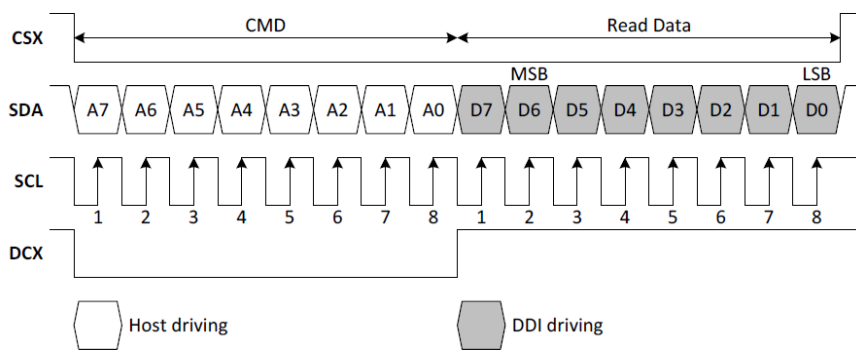 CSX CMD Read Data
MSB LSB
SDA A7 A6 A5 A4 A3 A2 A1 A0 D7 D6 D5 D4 D3 D2 D1 D0
SCL
1 2 3 4 5 6 7 8 1 2 3 4 5 6 7 8
DCX
Host driving DDI driving